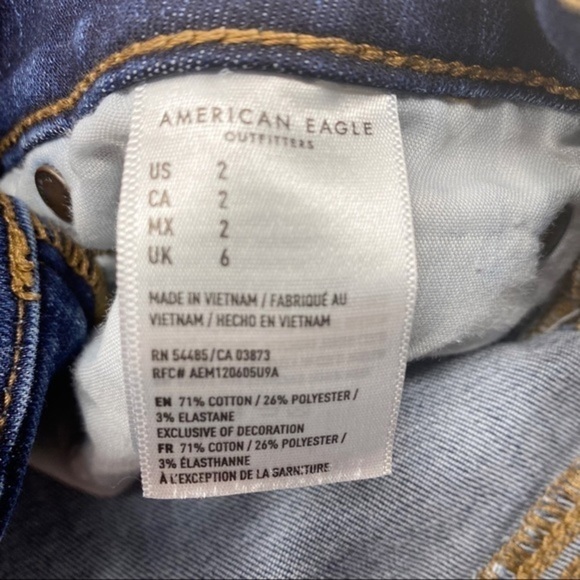 AMERICAN EAGLE
OUTFITTERS
US 2
CA 2
MX 2
UK 6
MADE IN VIETNAM / FABRIQUÉ AU
VIETNAM / HECHO EN VIETNAM
RN 54485/CA 03873
RFC# AEM120605U9A
EN 71% COTTON / 26% POLYESTER /
3% ELASTANE
EXCLUSIVE OF DECORATION
FR 71% COTON / 26% POLYESTER /
3% ÉLASTHANNE
À L'EXCEPTION DE LA GARNITURE